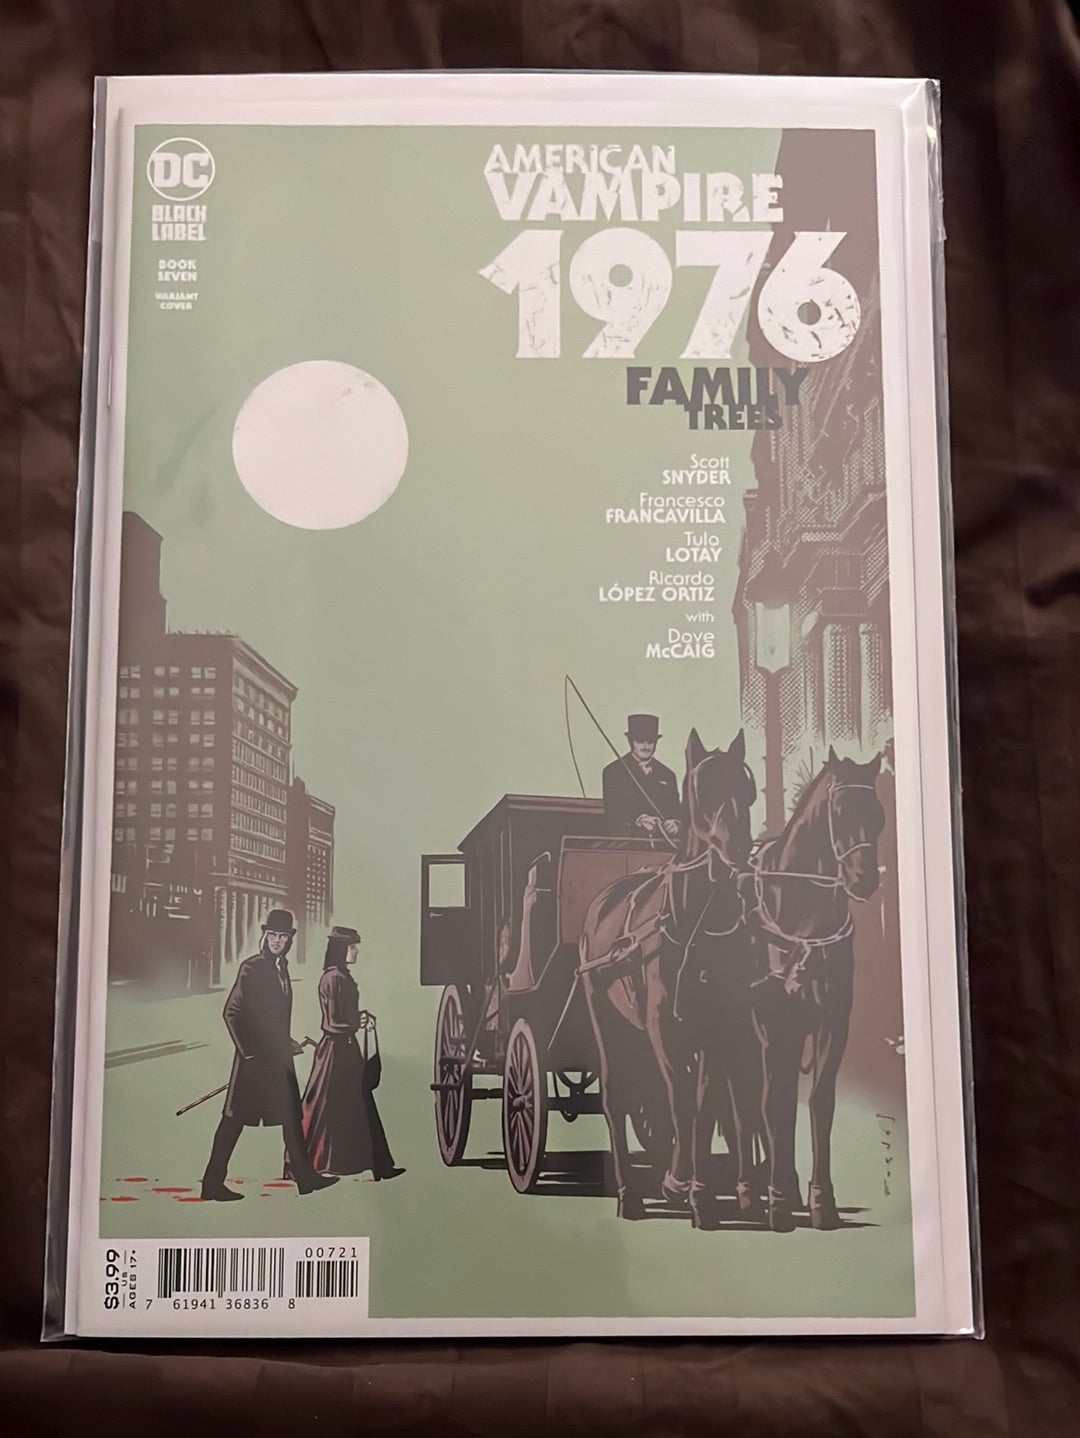 DC
BLACK
LABEL
BOOK
SEVEN
VARIANT
COVER
AMERICAN
VAMPIRE
1976
FAMILY
TREES
Scott
SNYDER
Francesco
FRANCAVILLA
Tula
LOTAY
Ricardo
LÓPEZ ORTIZ
with
Dave
McCAIG
$3.99
US
AGES 17+
00721
7 61941 36836 8